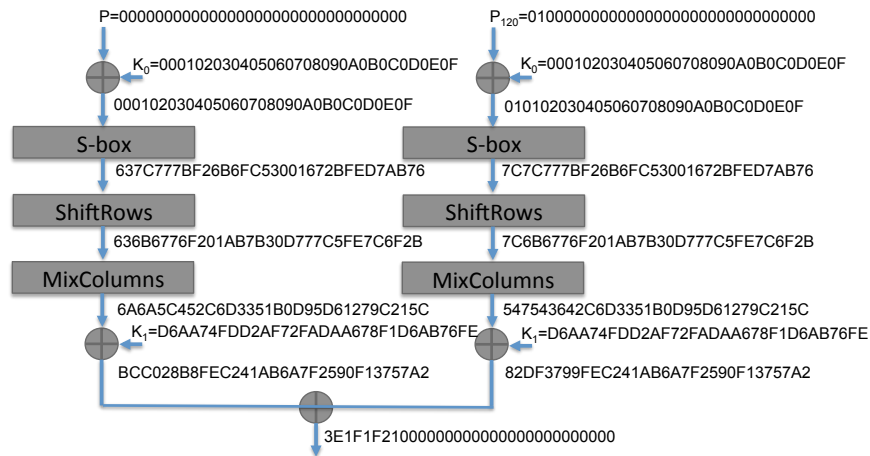 P=00000000000000000000000000000000
P120=01000000000000000000000000000000
K0=000102030405060708090A0B0C0D0E0F
K0=000102030405060708090A0B0C0D0E0F
000102030405060708090A0B0C0D0E0F
010102030405060708090A0B0C0D0E0F
S-box
S-box
637C777BF26B6FC53001672BFED7AB76
7C7C777BF26B6FC53001672BFED7AB76
ShiftRows
ShiftRows
636B6776F201AB7B30D777C5FE7C6F2B
7C6B6776F201AB7B30D777C5FE7C6F2B
MixColumns
MixColumns
6A6A5C452C6D3351B0D95D61279C215C
547543642C6D3351B0D95D61279C215C
K1=D6AA74FDD2AF72FADAA678F1D6AB76FE
K1=D6AA74FDD2AF72FADAA678F1D6AB76FE
BCC028B8FEC241AB6A7F2590F13757A2
82DF3799FEC241AB6A7F2590F13757A2
3E1F1F21000000000000000000000000